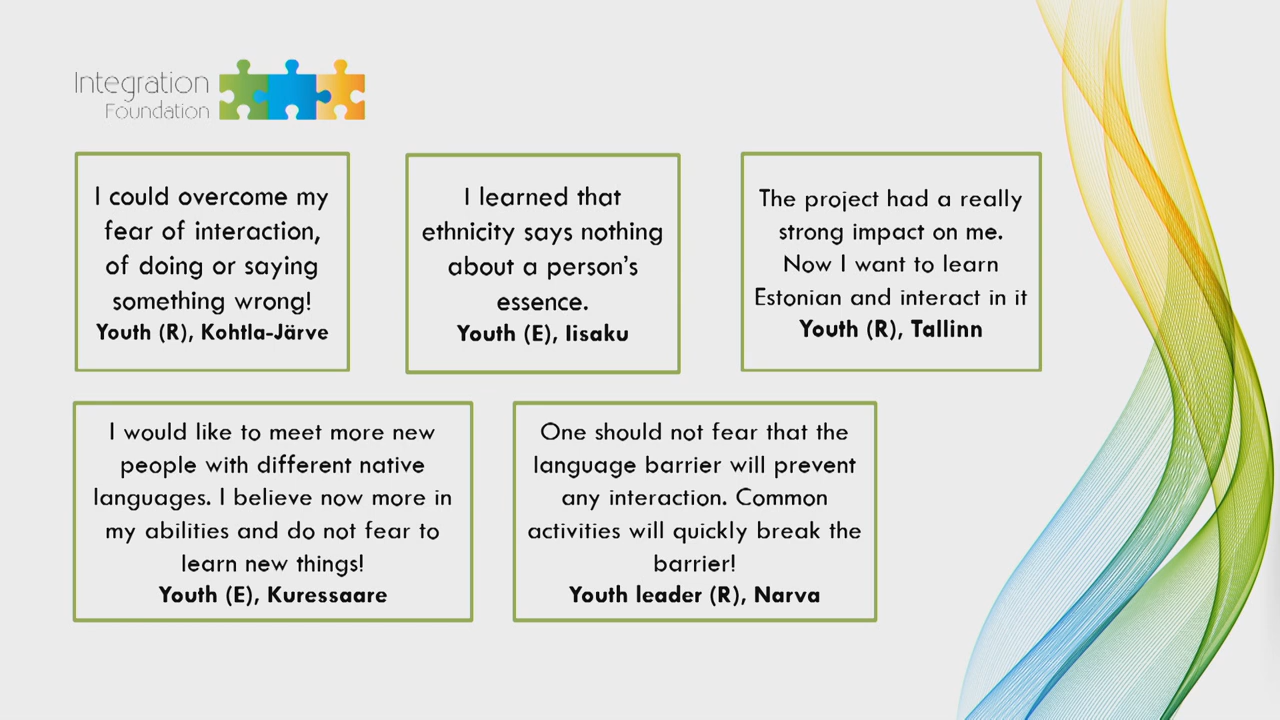 Integration
Foundation
I could overcome my
fear of interaction,
of doing or saying
something wrong!
Youth (R), Kohtla-Järve
I learned that
ethnicity says nothing
about a person's
essence.
Youth (E), Iisaku
The project had a really
strong impact on me.
Now I want to learn
Estonian and interact in it
Youth (R), Tallinn
I would like to meet more new
people with different native
languages. I believe now more in
my abilities and do not fear to
learn new things!
Youth (E), Kuressaare
One should not fear that the
language barrier will prevent
any interaction. Common
activities will quickly break the
barrier!
Youth leader (R), Narva